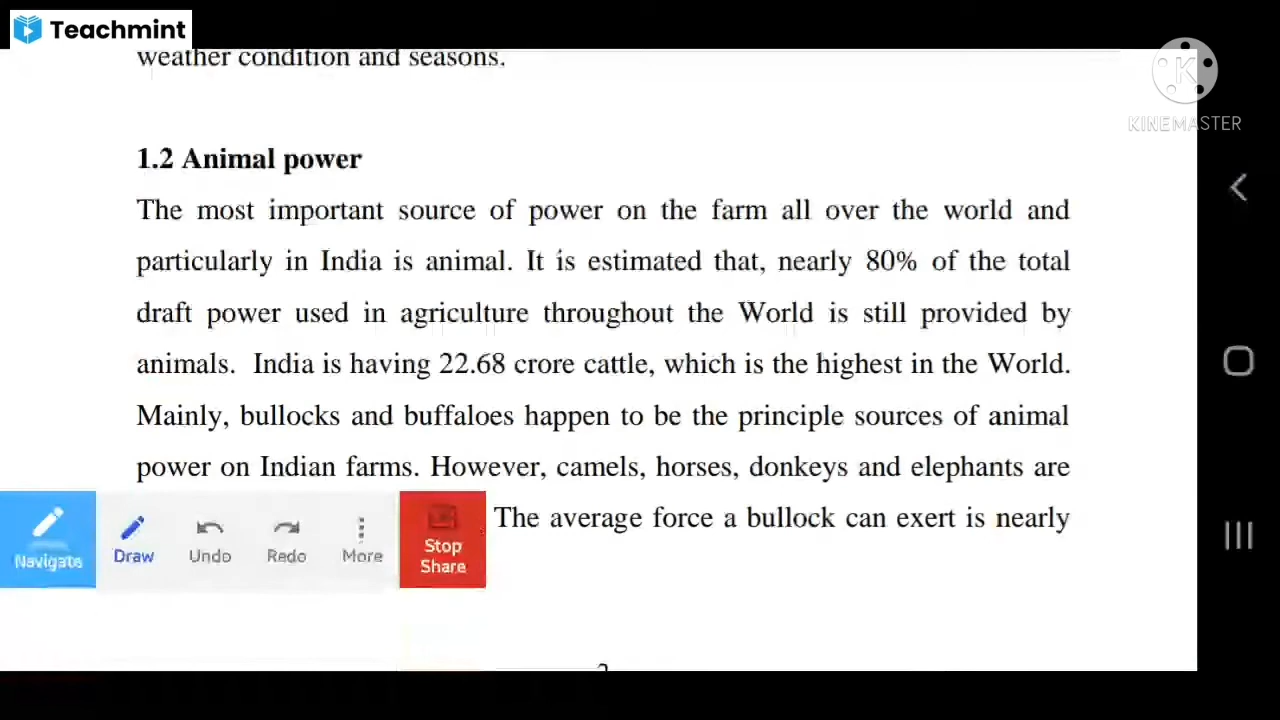 Teachmint
weather condition and seasons.
KINEMASTER
1.2 Animal power
The most important source of power on the farm all over the world and
particularly in India is animal. It is estimated that, nearly 80% of the total
draft power used in agriculture throughout the World is still provided by
animals. India is having 22.68 crore cattle, which is the highest in the World.
Mainly, bullocks and buffaloes happen to be the principle sources of animal
power on Indian farms. However, camels, horses, donkeys and elephants are
The average force a bullock can exert is nearly
Navigate
Draw
Undo
Redo
More
Stop
Share